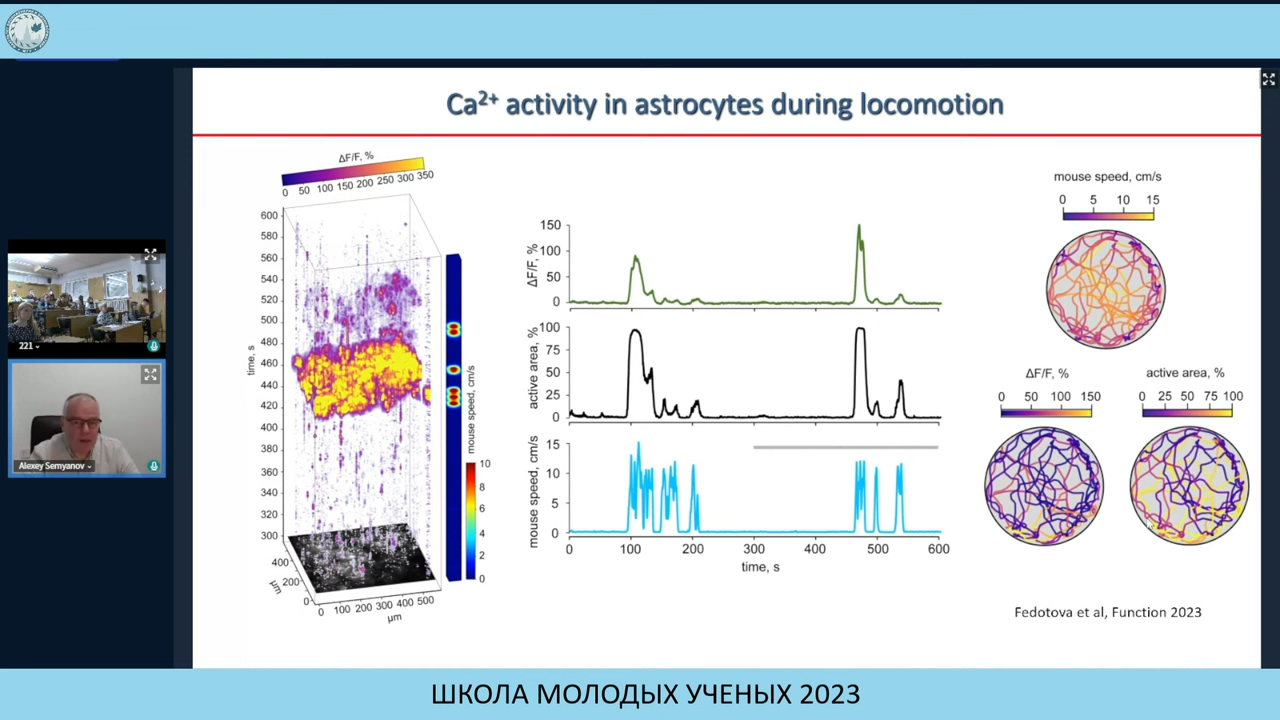 Ca²⁺ activity in astrocytes during locomotion
ΔF/F, %
0 50 100 150 200 250 300 350
time, s
600
580
560
540
520
500
480
460
440
420
400
380
360
340
320
300
400
200
0
µm
0 100 200 300 400 500
µm
mouse speed, cm/s
10
8
6
4
2
0
ΔF/F, %
150
100
50
0
active area, %
100
75
50
25
0
mouse speed, cm/s
15
10
5
0
0 100 200 300 400 500 600
time, s
mouse speed, cm/s
0 5 10 15
ΔF/F, %
0 50 100 150
active area, %
0 25 50 75 100
Fedotova et al, Function 2023
221
Alexey Semyanov
ШКОЛА МОЛОДЫХ УЧЕНЫХ 2023